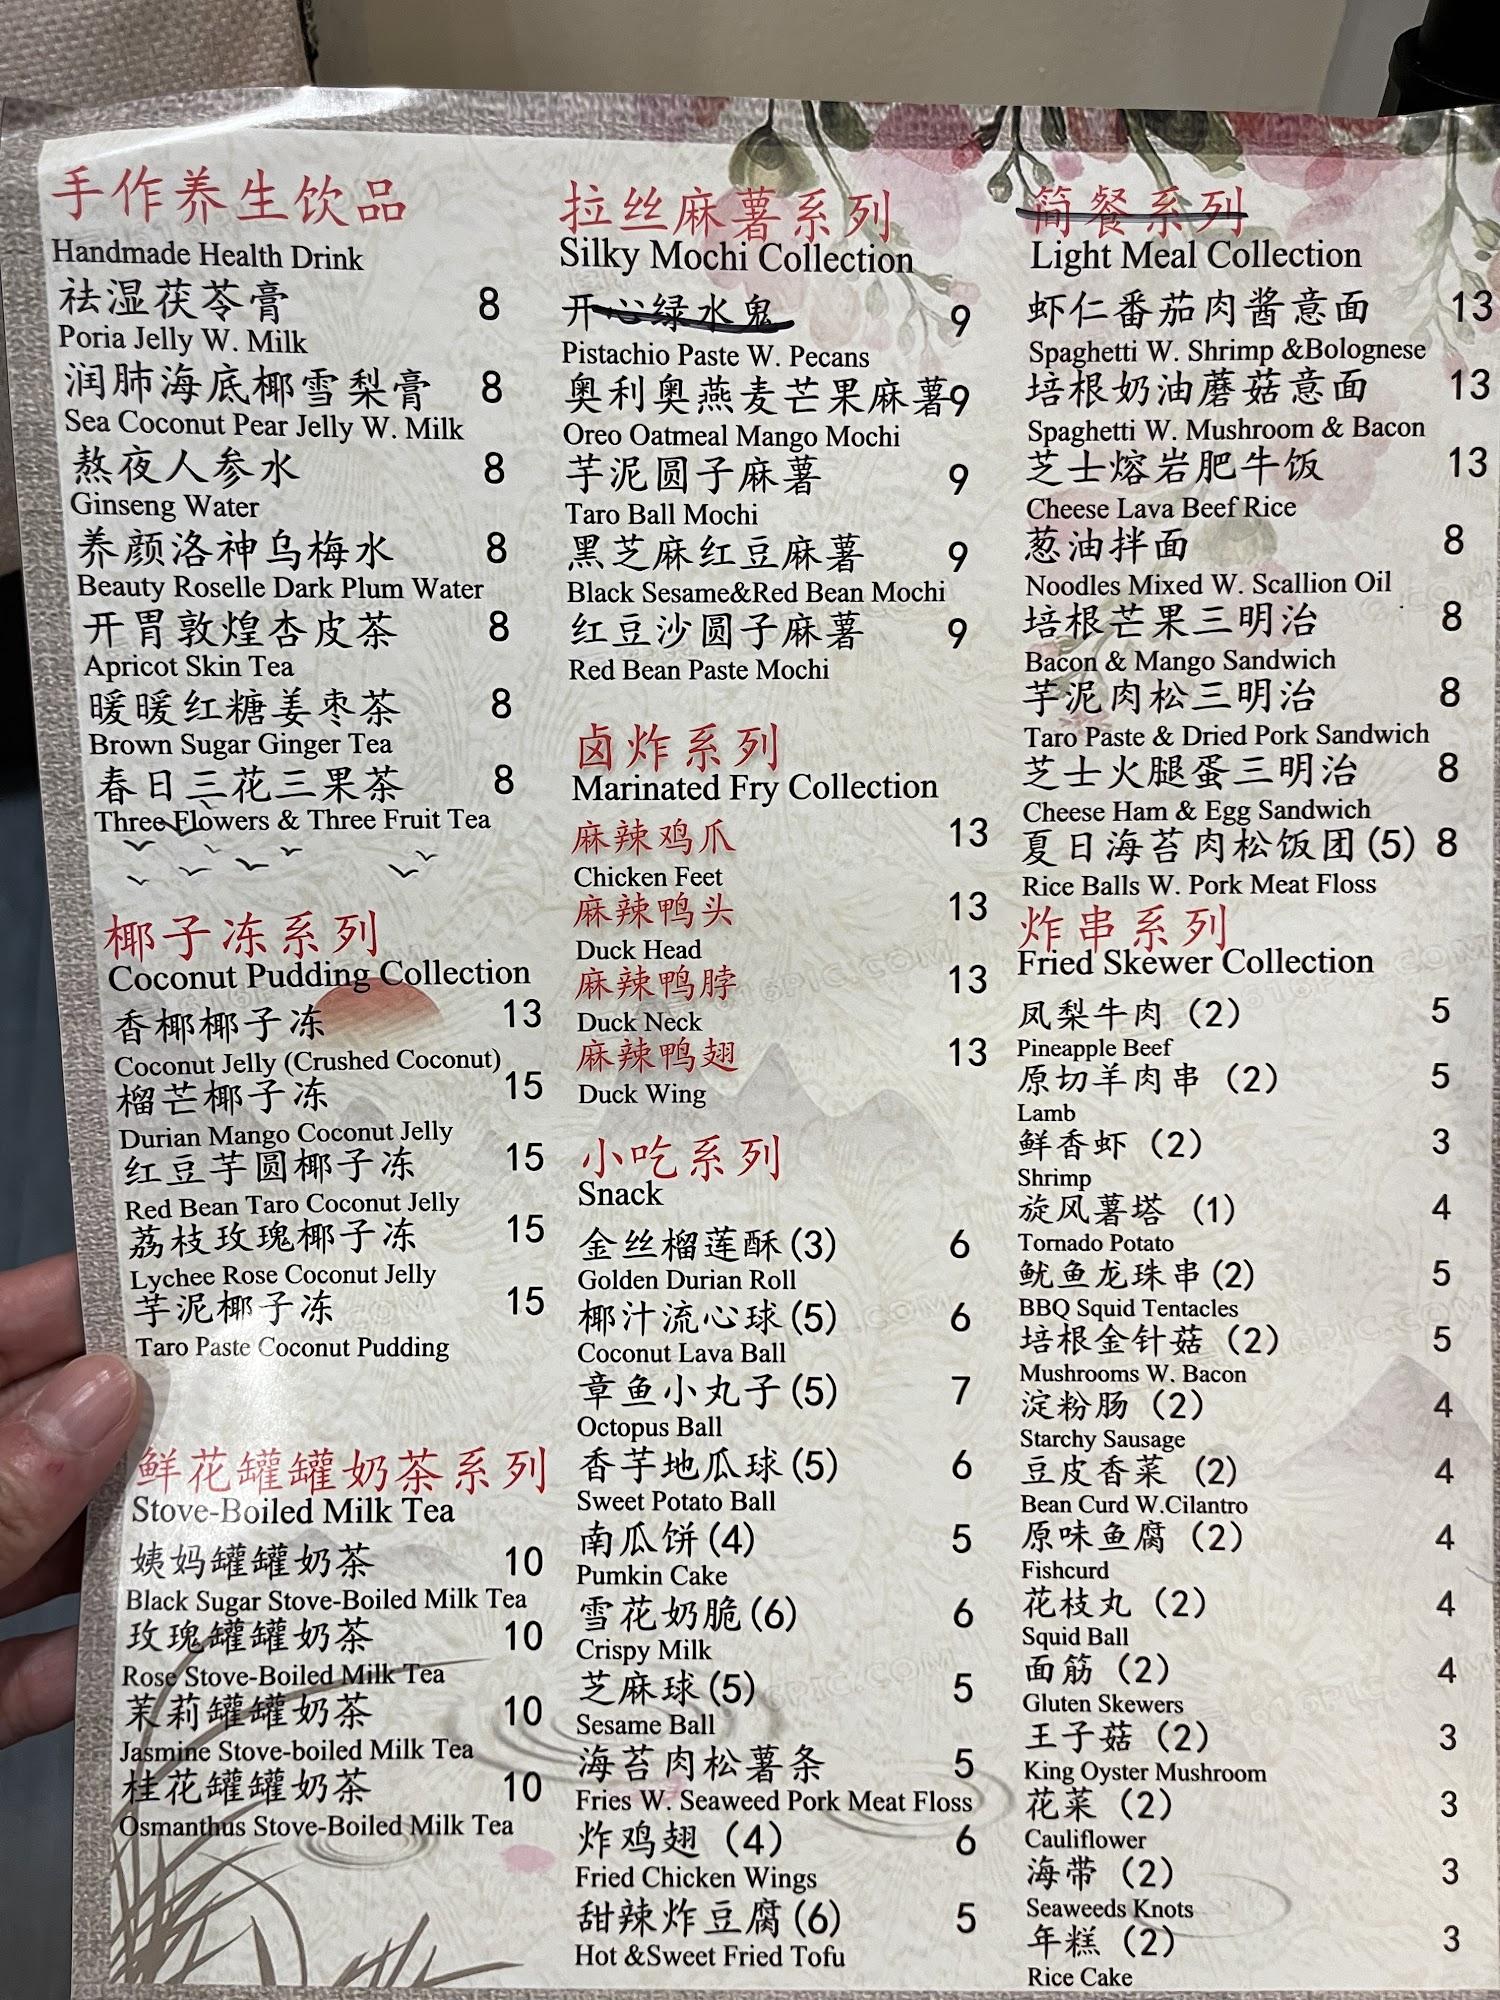 手作养生饮品
Handmade Health Drink
祛湿茯苓膏 8
Poria Jelly W. Milk
润肺海底椰雪梨膏 8
Sea Coconut Pear Jelly W. Milk
熬夜人参水 8
Ginseng Water
养颜洛神乌梅水 8
Beauty Roselle Dark Plum Water
开胃敦煌杏皮茶 8
Apricot Skin Tea
暖暖红糖姜枣茶 8
Brown Sugar Ginger Tea
春日三花三果茶 8
Three Flowers & Three Fruit Tea
椰子冻系列
Coconut Pudding Collection
香椰椰子冻 13
Coconut Jelly (Crushed Coconut)
榴芒椰子冻 15
Durian Mango Coconut Jelly
红豆芋圆椰子冻 15
Red Bean Taro Coconut Jelly
荔枝玫瑰椰子冻 15
Lychee Rose Coconut Jelly
芋泥椰子冻 15
Taro Paste Coconut Pudding
鲜花罐罐奶茶系列
Stove-Boiled Milk Tea
姨妈罐罐奶茶 10
Black Sugar Stove-Boiled Milk Tea
玫瑰罐罐奶茶 10
Rose Stove-Boiled Milk Tea
茉莉罐罐奶茶 10
Jasmine Stove-boiled Milk Tea
桂花罐罐奶茶 10
Osmanthus Stove-Boiled Milk Tea
拉丝麻薯系列
Silky Mochi Collection
开心绿水鬼 9
Pistachio Paste W. Pecans
奥利奥燕麦芒果麻薯 9
Oreo Oatmeal Mango Mochi
芋泥圆子麻薯 9
Taro Ball Mochi
黑芝麻红豆麻薯 9
Black Sesame&Red Bean Mochi
红豆沙圆子麻薯 9
Red Bean Paste Mochi
卤炸系列
Marinated Fry Collection
麻辣鸡爪 13
Chicken Feet
麻辣鸭头 13
Duck Head
麻辣鸭脖 13
Duck Neck
麻辣鸭翅 13
Duck Wing
小吃系列
Snack
金丝榴莲酥(3) 6
Golden Durian Roll
椰汁流心球(5) 6
Coconut Lava Ball
章鱼小丸子(5) 7
Octopus Ball
香芋地瓜球(5) 6
Sweet Potato Ball
南瓜饼(4) 5
Pumkin Cake
雪花奶脆(6) 6
Crispy Milk
芝麻球(5) 5
Sesame Ball
海苔肉松薯条 5
Fries W. Seaweed Pork Meat Floss
炸鸡翅 (4) 6
Fried Chicken Wings
甜辣炸豆腐(6) 5
Hot &Sweet Fried Tofu
简餐系列
Light Meal Collection
虾仁番茄肉酱意面 13
Spaghetti W. Shrimp &Bolognese
培根奶油蘑菇意面 13
Spaghetti W. Mushroom & Bacon
芝士熔岩肥牛饭 13
Cheese Lava Beef Rice
葱油拌面 8
Noodles Mixed W. Scallion Oil
培根芒果三明治 8
Bacon & Mango Sandwich
芋泥肉松三明治 8
Taro Paste & Dried Pork Sandwich
芝士火腿蛋三明治 8
Cheese Ham & Egg Sandwich
夏日海苔肉松饭团(5) 8
Rice Balls W. Pork Meat Floss
炸串系列
Fried Skewer Collection
凤梨牛肉 (2) 5
Pineapple Beef
原切羊肉串 (2) 5
Lamb
鲜香虾 (2) 3
Shrimp
旋风薯塔 (1) 4
Tornado Potato
鱿鱼龙珠串(2) 5
BBQ Squid Tentacles
培根金针菇 (2) 5
Mushrooms W. Bacon
淀粉肠 (2) 4
Starchy Sausage
豆皮香菜 (2) 4
Bean Curd W.Cilantro
原味鱼腐 (2) 4
Fishcurd
花枝丸 (2) 4
Squid Ball
面筋 (2) 4
Gluten Skewers
王子菇 (2) 3
King Oyster Mushroom
花菜 (2) 3
Cauliflower
海带 (2) 3
Seaweeds Knots
年糕 (2) 3
Rice Cake